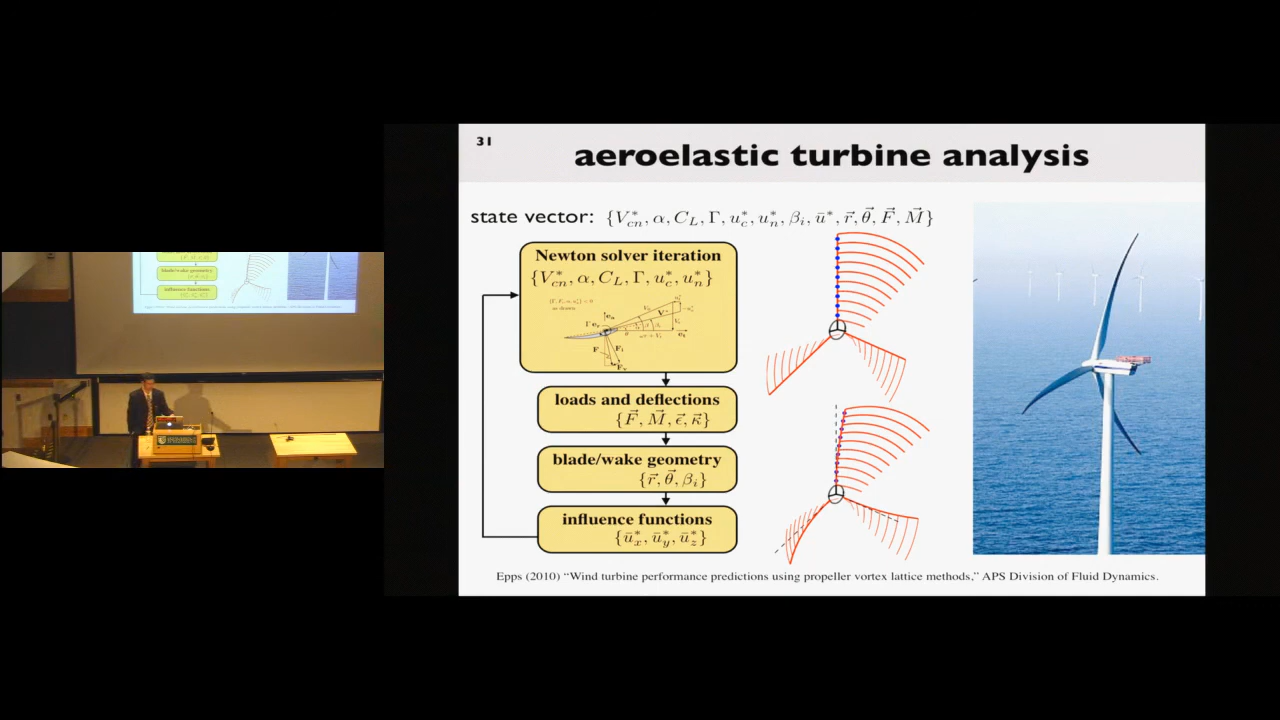 31
aeroelastic turbine analysis
state vector: {V*cn, α, CL, Γ, u*c, u*n, βi, ū*, r⃗, θ⃗, F⃗, M⃗}
Newton solver iteration
{V*cn, α, CL, Γ, u*c, u*n}
loads and deflections
{F⃗, M⃗, ϵ⃗, κ⃗}
blade/wake geometry
{r⃗, θ⃗, βi}
influence functions
{ū*x, ū*y, ū*z}
Epps (2010) “Wind turbine performance predictions using propeller vortex lattice methods,” APS Division of Fluid Dynamics.